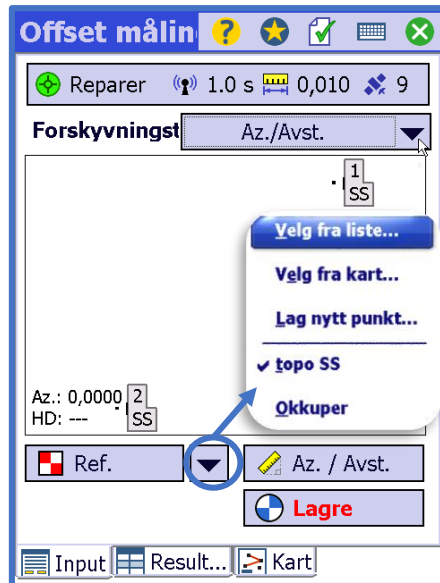 Offset målin
Reparer 1.0 s 0,010 9
Forskyvningst Az./Avst.
1
SS
Velg fra liste...
Velg fra kart...
Lag nytt punkt...
topo SS
Okkuper
Az.: 0,0000 2
HD: --- SS
Ref. Az. / Avst.
Lagre
Input Result... Kart